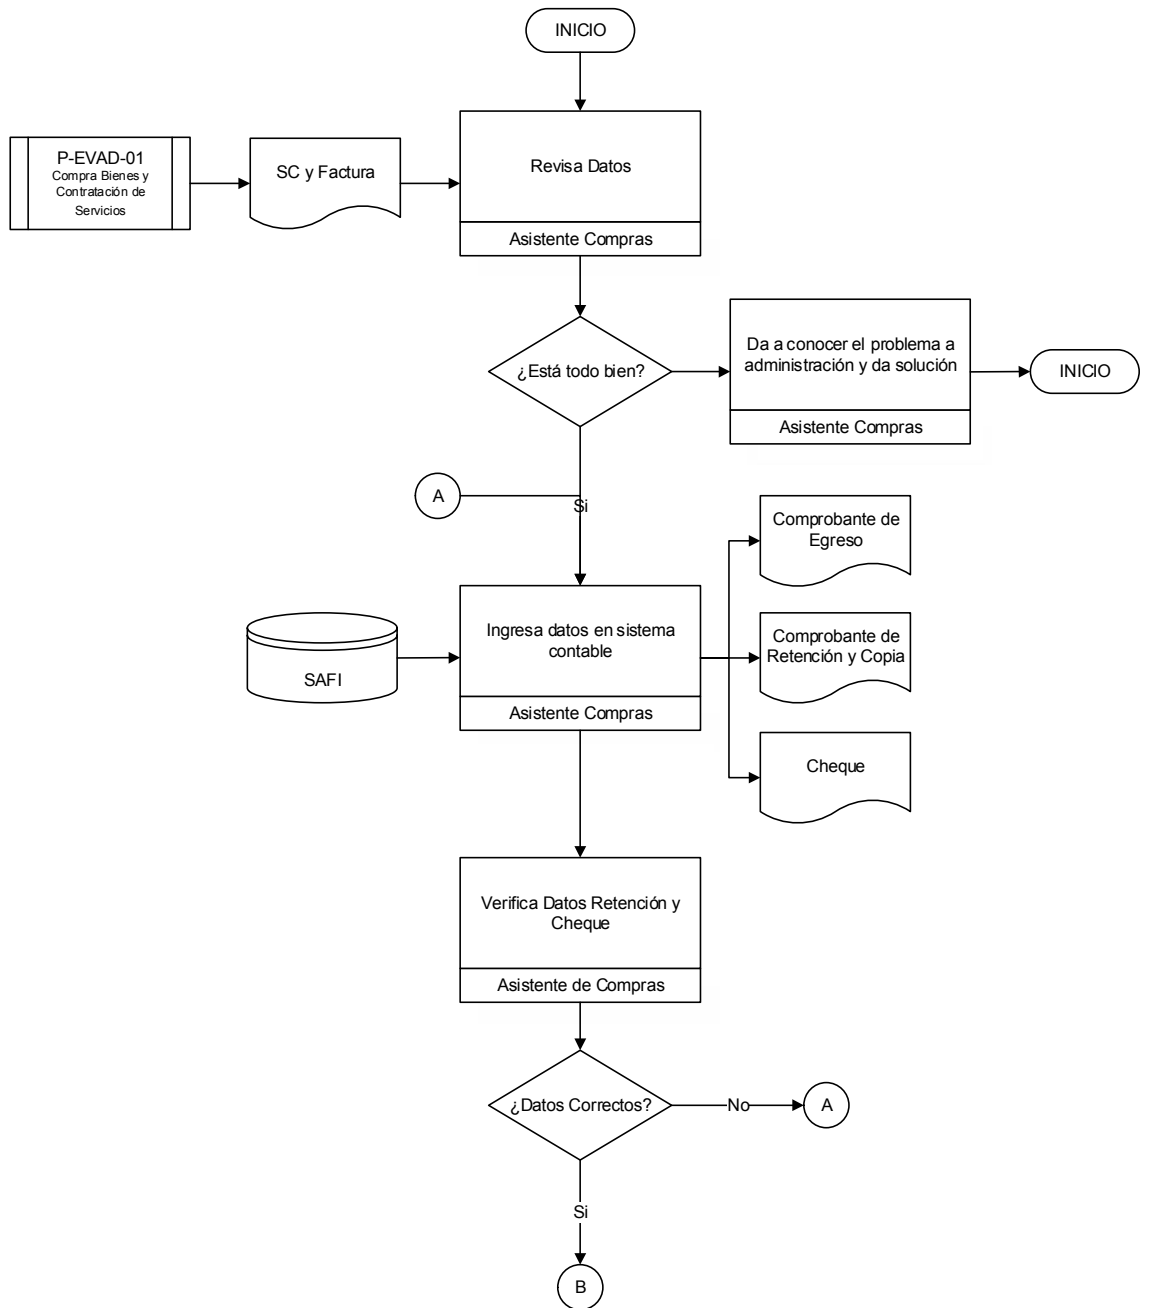 INICIO
P-EVAD-01
Compra Bienes y
Contratación de
Servicios
SC y Factura
Revisa Datos
Asistente Compras
¿Está todo bien?
Da a conocer el problema a
administración y da solución
Asistente Compras
INICIO
A
Si
Comprobante de
Egreso
Ingresa datos en sistema
contable
Asistente Compras
SAFI
Comprobante de
Retención y Copia
Cheque
Verifica Datos Retención y
Cheque
Asistente de Compras
¿Datos Correctos?
No
A
Si
B